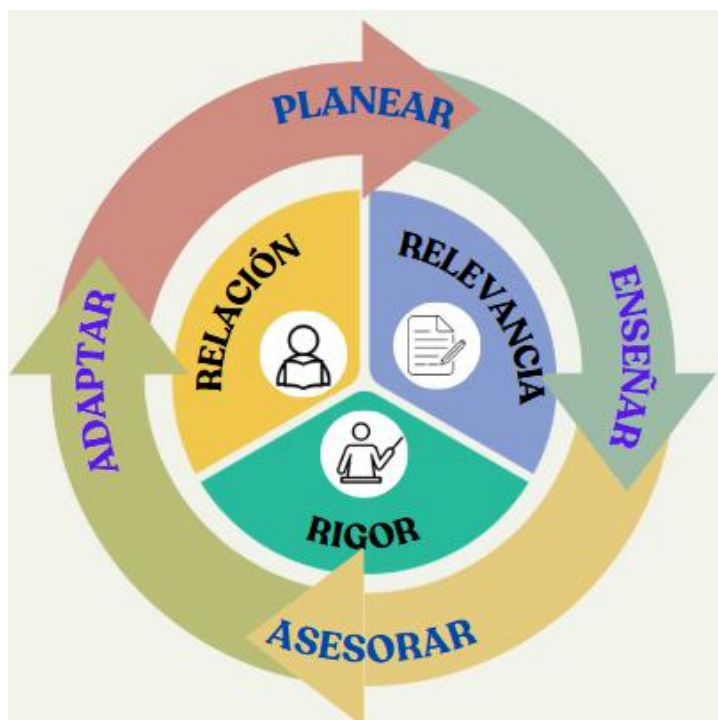 PLANEAR
ENSEÑAR
ASESORAR
ADAPTAR
RELACIÓN
RELEVANCIA
RIGOR